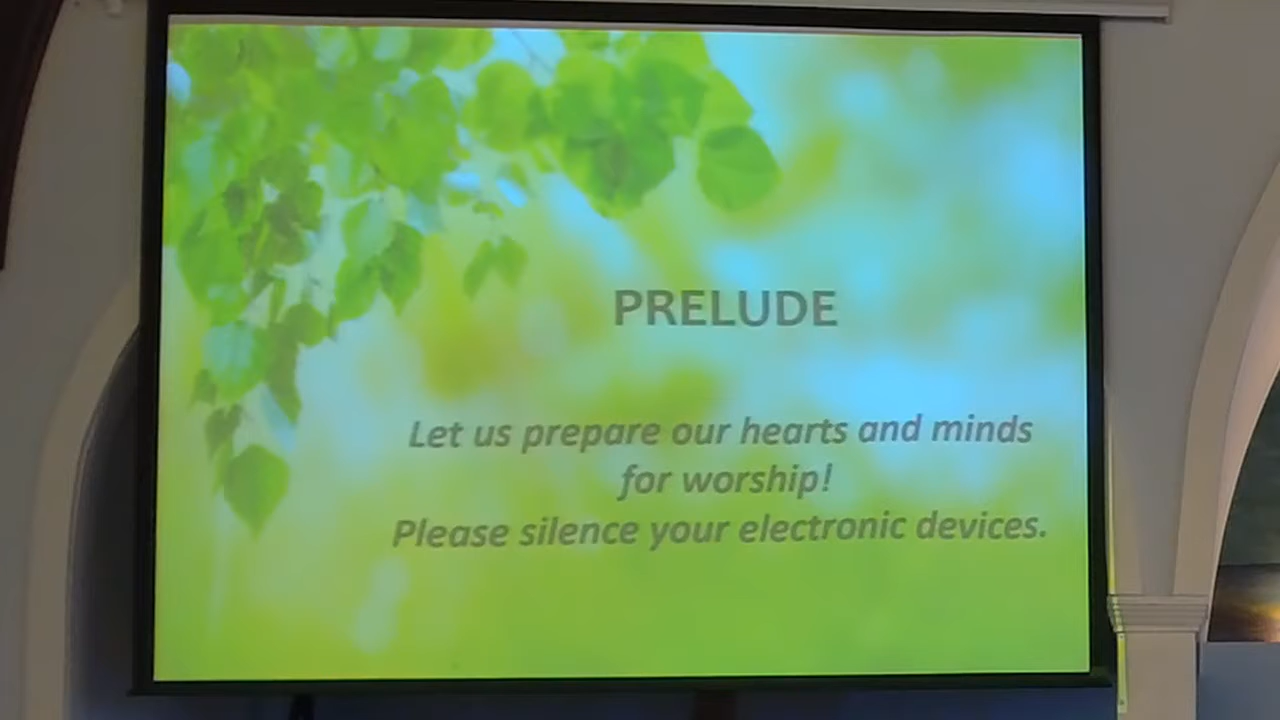 PRELUDE
Let us prepare our hearts and minds
for worship!
Please silence your electronic devices.